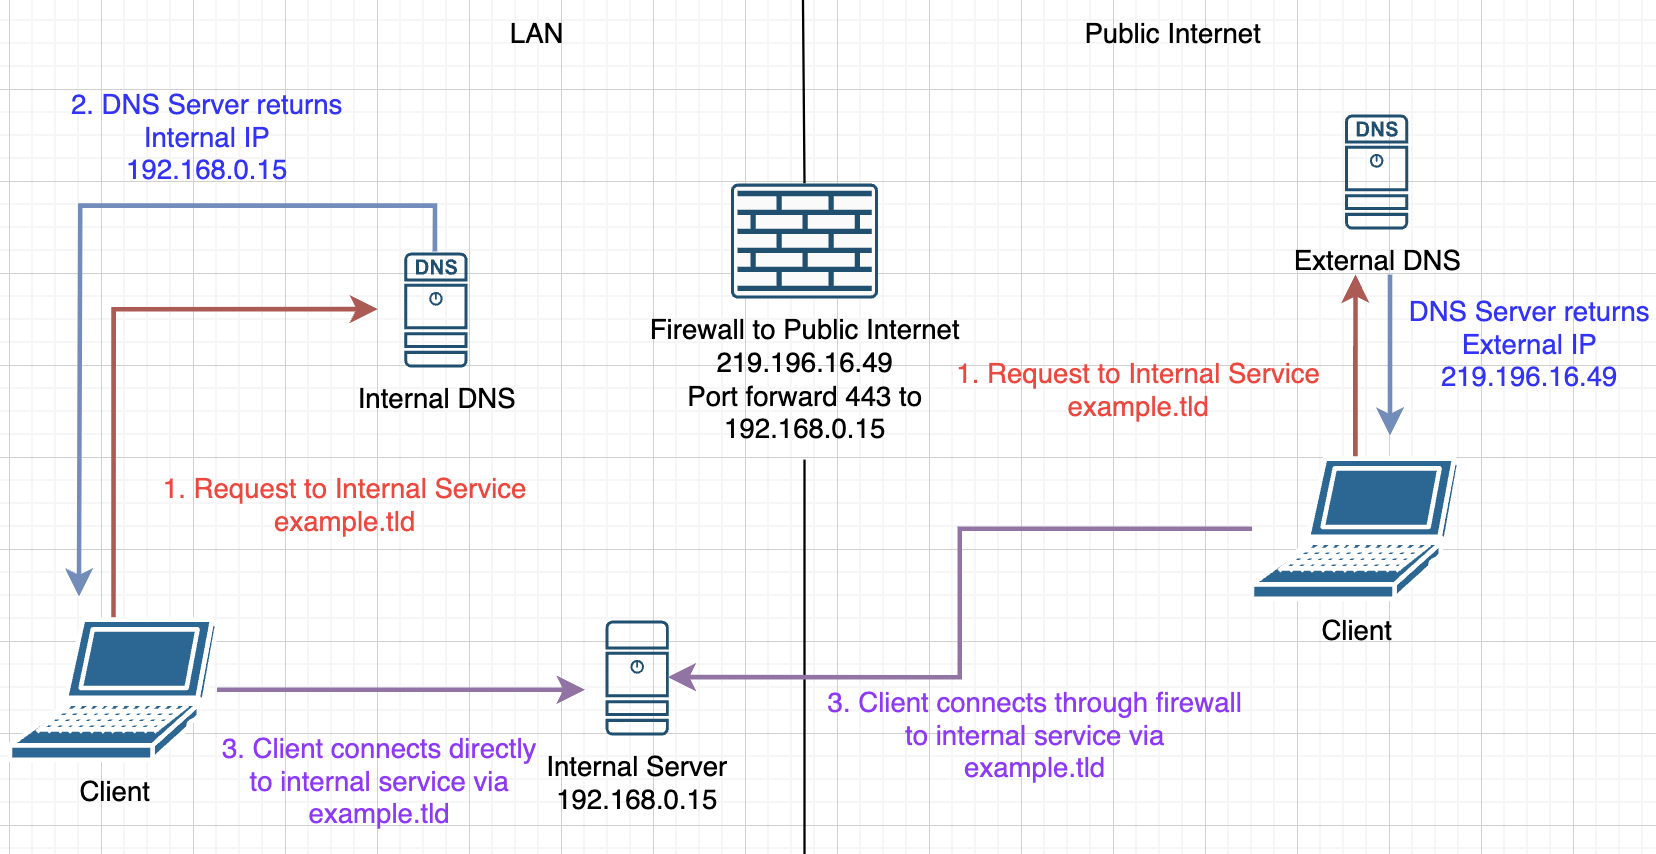 LAN
Public Internet
2. DNS Server returns
Internal IP
192.168.0.15
DNS
Internal DNS
1. Request to Internal Service
example.tld
Client
3. Client connects directly
to internal service via
example.tld
Internal Server
192.168.0.15
Firewall to Public Internet
219.196.16.49
Port forward 443 to
192.168.0.15
DNS
External DNS
DNS Server returns
External IP
219.196.16.49
1. Request to Internal Service
example.tld
Client
3. Client connects through firewall
to internal service via
example.tld